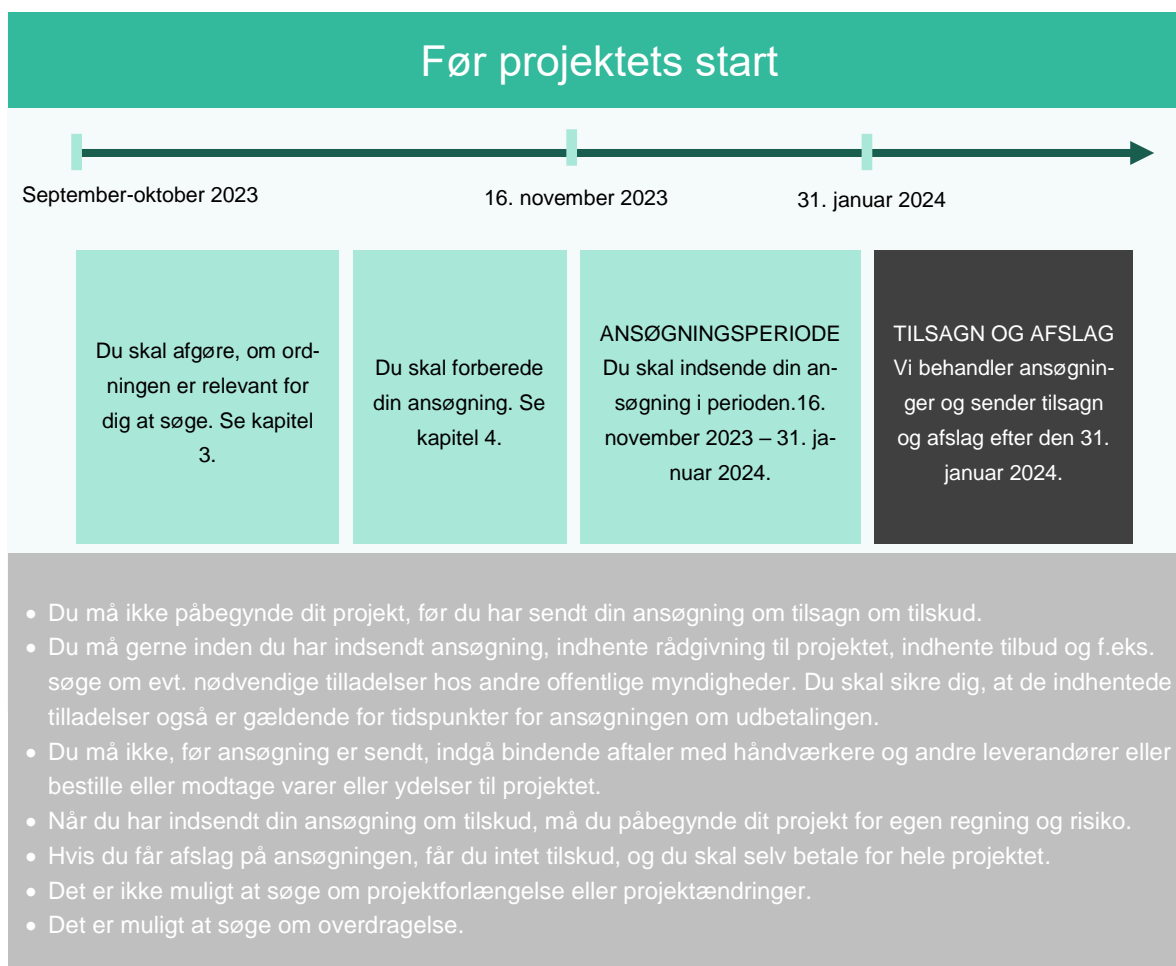 Før projektets start
September-oktober 2023
16. november 2023
31. januar 2024
Du skal afgøre, om ord-
ningen er relevant for
dig at søge. Se kapitel
3.
Du skal forberede
din ansøgning. Se
kapitel 4.
ANSØGNINGSPERIODE
Du skal indsende din an-
søgning i perioden.16.
november 2023 – 31. ja-
nuar 2024.
TILSAGN OG AFSLAG
Vi behandler ansøgnin-
ger og sender tilsagn
og afslag efter den 31.
januar 2024.
• Du må ikke påbegynde dit projekt, før du har sendt din ansøgning om tilsagn om tilskud.
• Du må gerne inden du har indsendt ansøgning, indhente rådgivning til projektet, indhente tilbud og f.eks.
søge om evt. nødvendige tilladelser hos andre offentlige myndigheder. Du skal sikre dig, at de indhentede
tilladelser også er gældende for tidspunkter for ansøgningen om udbetalingen.
• Du må ikke, før ansøgning er sendt, indgå bindende aftaler med håndværkere og andre leverandører eller
bestille eller modtage varer eller ydelser til projektet.
• Når du har indsendt din ansøgning om tilskud, må du påbegynde dit projekt for egen regning og risiko.
• Hvis du får afslag på ansøgningen, får du intet tilskud, og du skal selv betale for hele projektet.
• Det er ikke muligt at søge om projektforlængelse eller projektændringer.
• Det er muligt at søge om overdragelse.